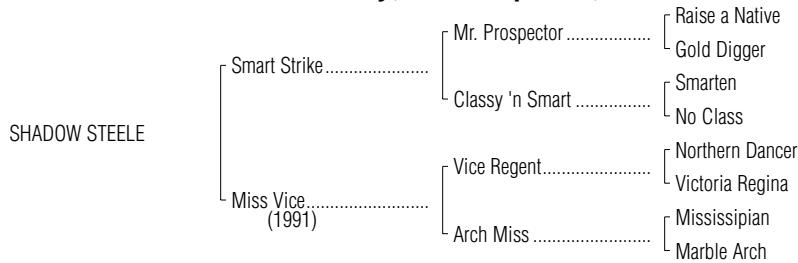 Raise a Native
Mr. Prospector ..................
Gold Digger
Smart Strike......................
Smarten
Classy 'n Smart ................
No Class
SHADOW STEELE
Northern Dancer
Vice Regent.......................
Victoria Regina
Miss Vice..........................
(1991)
Mississipian
Arch Miss .........................
Marble Arch